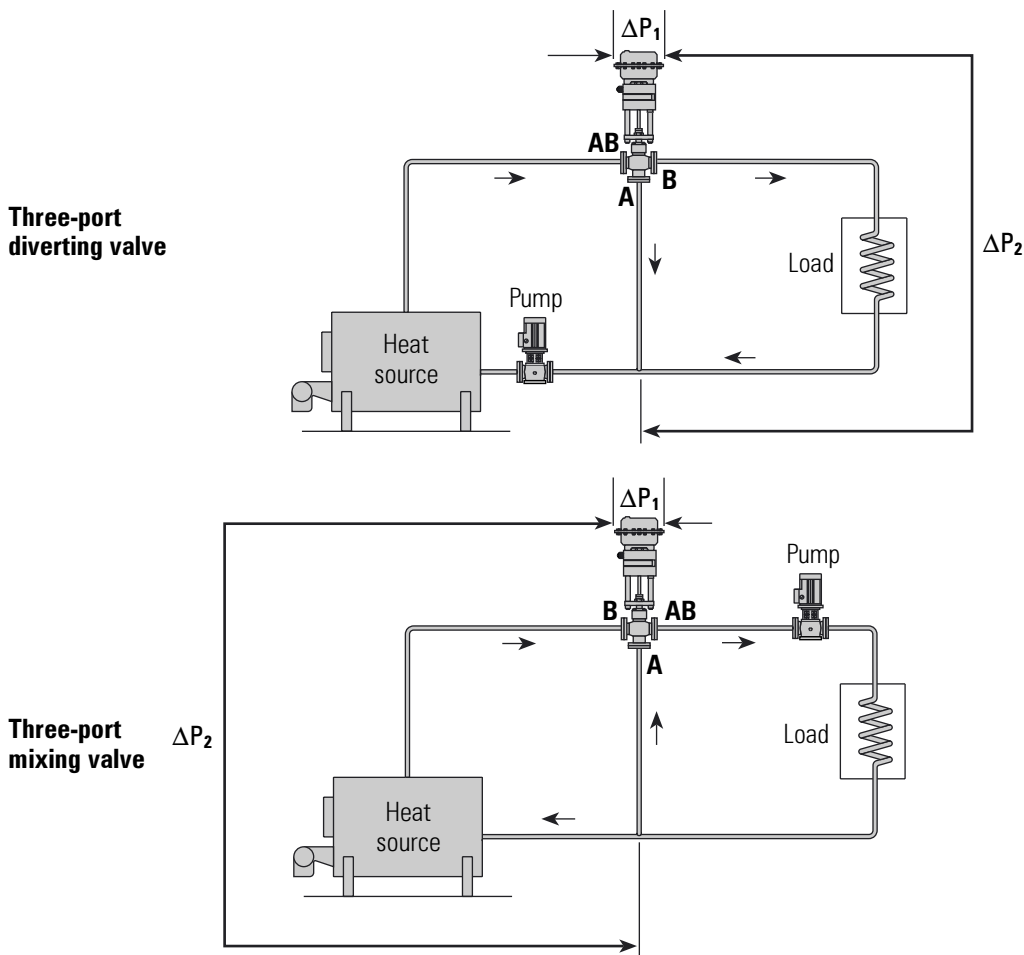 ΔP₁
AB
B
A
Three-port
diverting valve
ΔP₂
Load
Pump
Heat
source
ΔP₁
Pump
B
AB
A
Three-port
mixing valve
ΔP₂
Load
Heat
source